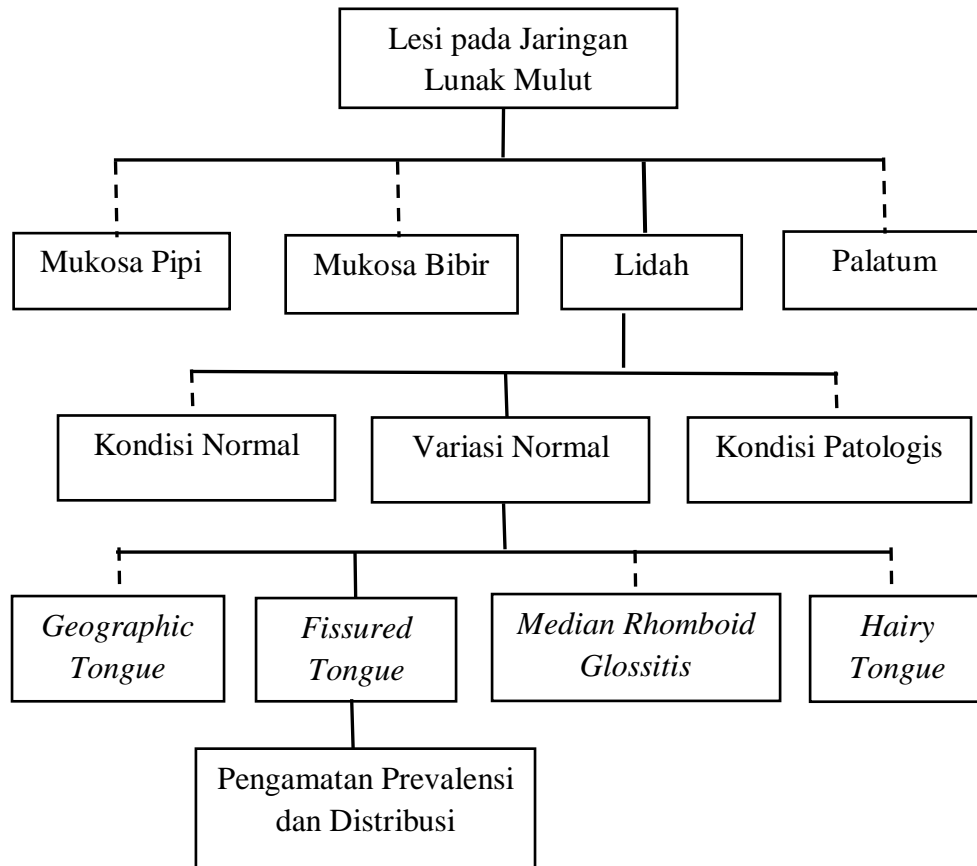 Lesi pada Jaringan
Lunak Mulut
Mukosa Pipi
Mukosa Bibir
Lidah
Palatum
Kondisi Normal
Variasi Normal
Kondisi Patologis
Geographic
Tongue
Fissured
Tongue
Median Rhomboid
Glossitis
Hairy
Tongue
Pengamatan Prevalensi
dan Distribusi